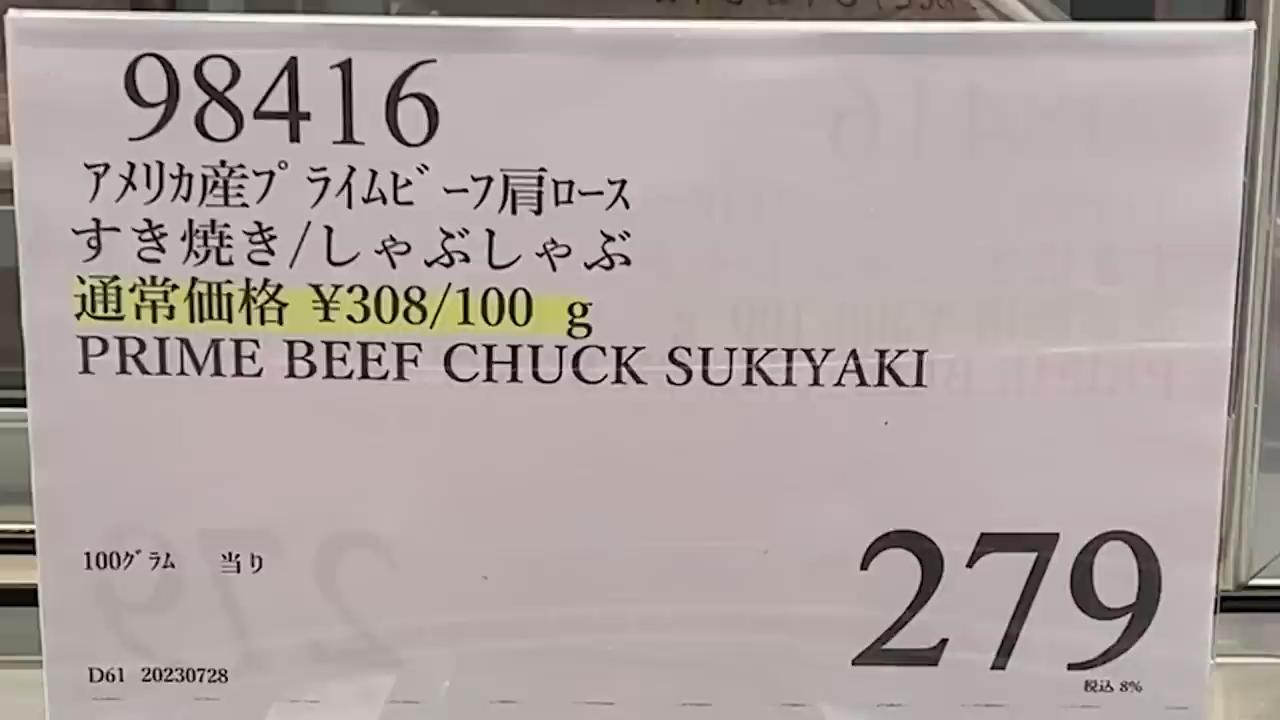 98416
ｱﾒﾘｶ産ﾌﾟﾗｲﾑﾋﾞｰﾌ肩ﾛｰｽ
すき焼き/しゃぶしゃぶ
通常価格 ¥308/100 g
PRIME BEEF CHUCK SUKIYAKI
100ｸﾞﾗﾑ 当り
279
税込 8%
D61 20230728